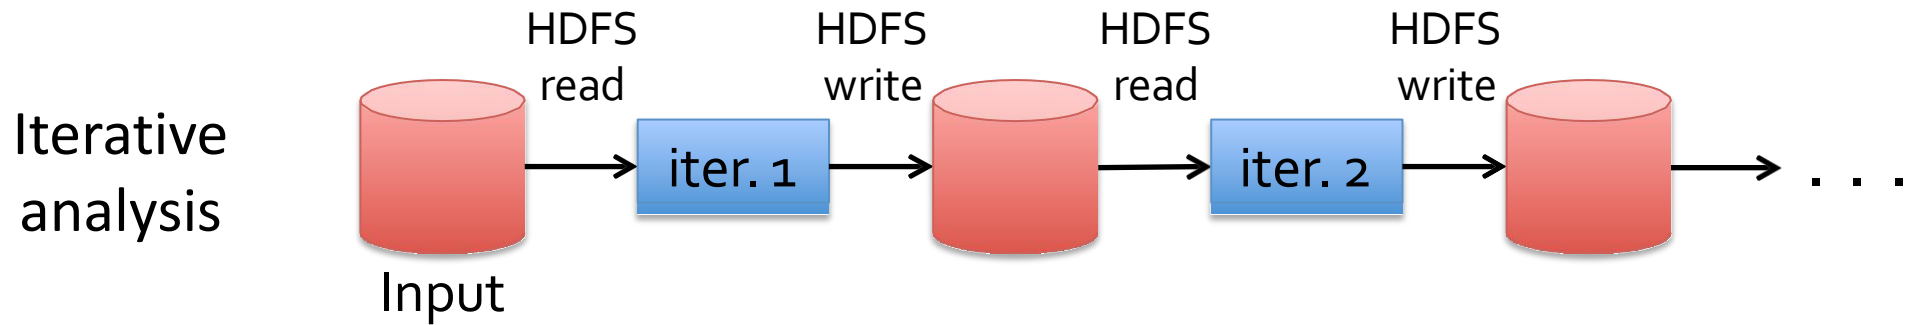 Iterative
analysis
Input
HDFS
read
iter. 1
HDFS
write
HDFS
read
iter. 2
HDFS
write
. . .